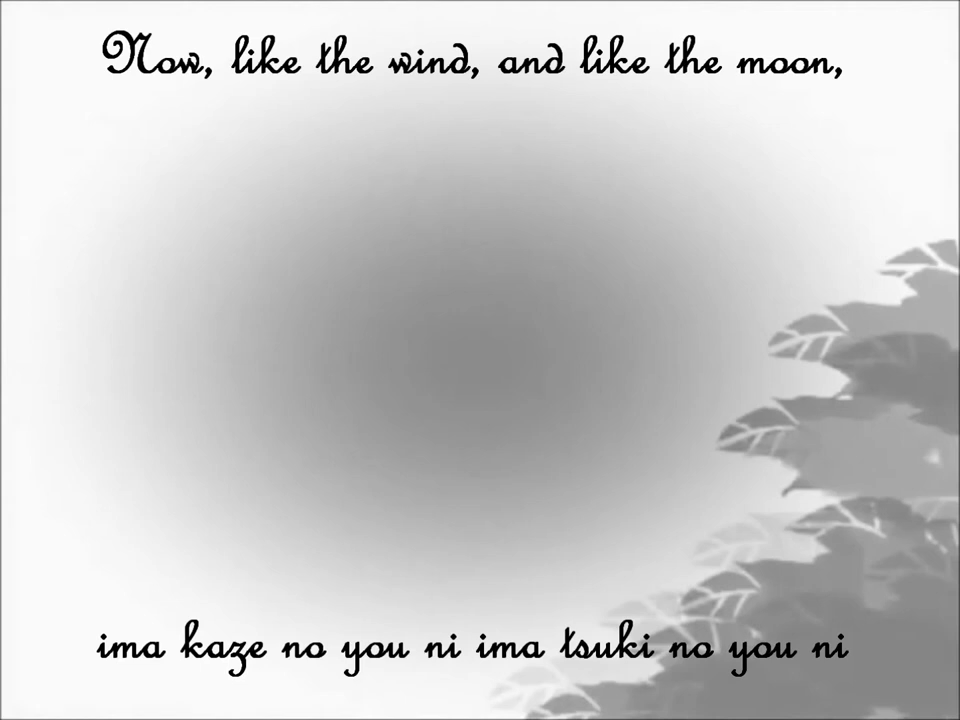 Now, like the wind, and like the moon,
ima kaze no you ni ima tsuki no you ni